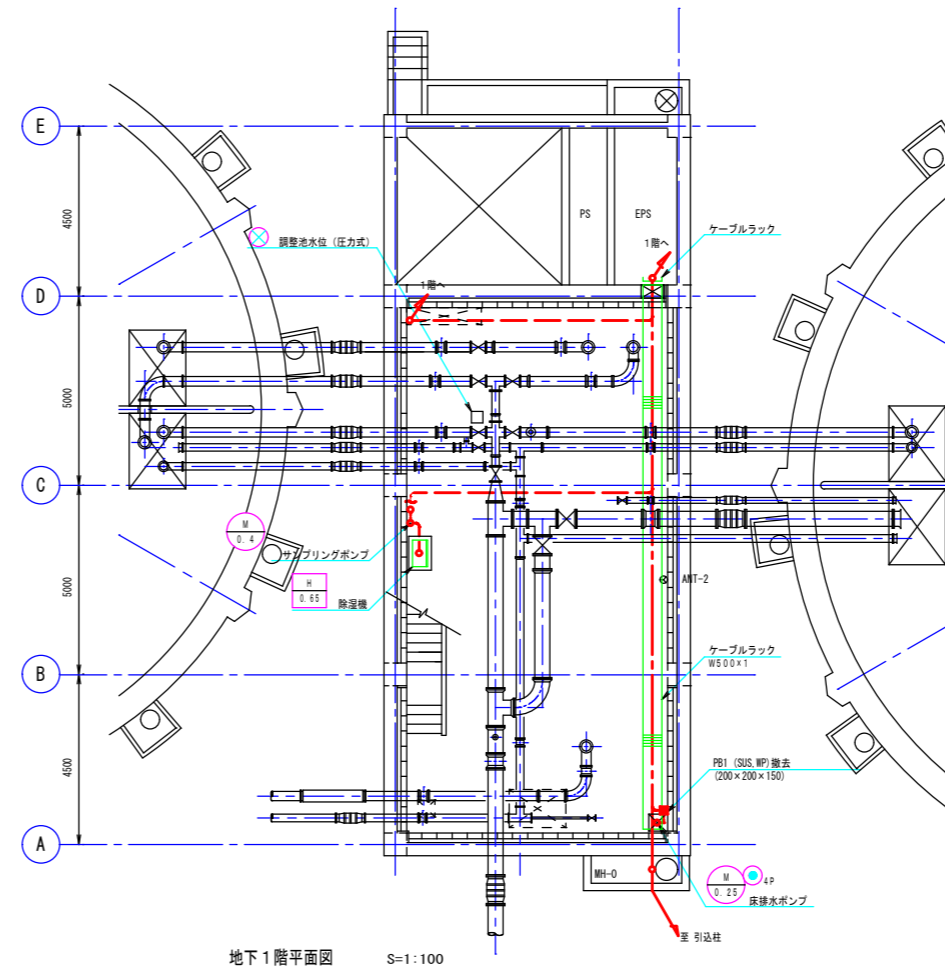 E
4500
PS
EPS
ケーブルラック
調整池水位 (圧力式)
1階へ
1階へ
D
5000
C
M
0.4
サンプリングポンプ
H
0.65
除湿機
5000
ANT-2
B
ケーブルラック
W500×1
4500
PB1 (SUS,WP)撤去
(200×200×150)
A
MH-0
M
0.25
4P
床排水ポンプ
至 引込柱
地下1階平面図 S=1:100